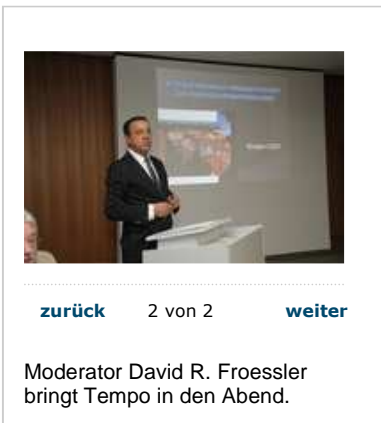 zurück 2 von 2 weiter
Moderator David R. Froessler
bringt Tempo in den Abend.